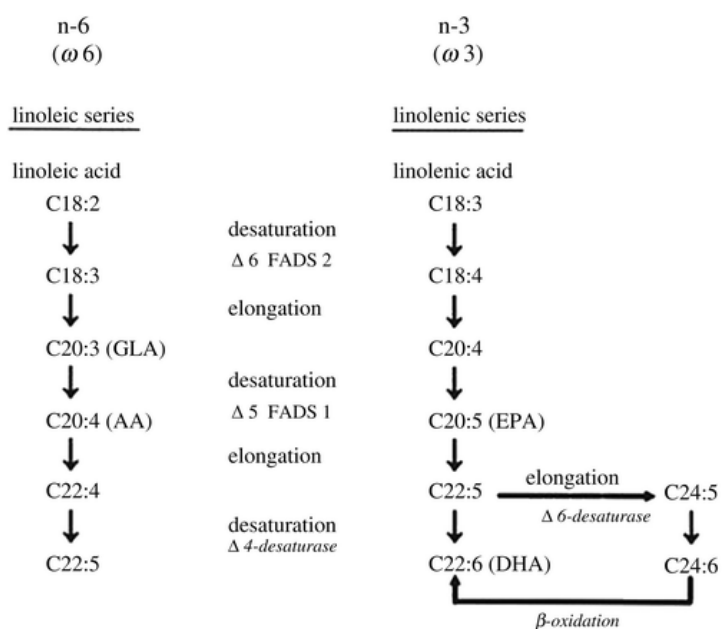 n-6
(ω6)
n-3
(ω3)
linoleic series
linolenic series
linoleic acid
linolenic acid
C18:2
C18:3
desaturation
Δ 6 FADS 2
C18:3
C18:4
elongation
C20:3 (GLA)
C20:4
desaturation
Δ 5 FADS 1
C20:4 (AA)
C20:5 (EPA)
elongation
elongation
C22:4
C22:5
C24:5
Δ 6-desaturase
desaturation
Δ 4-desaturase
C22:5
C22:6 (DHA)
C24:6
β-oxidation